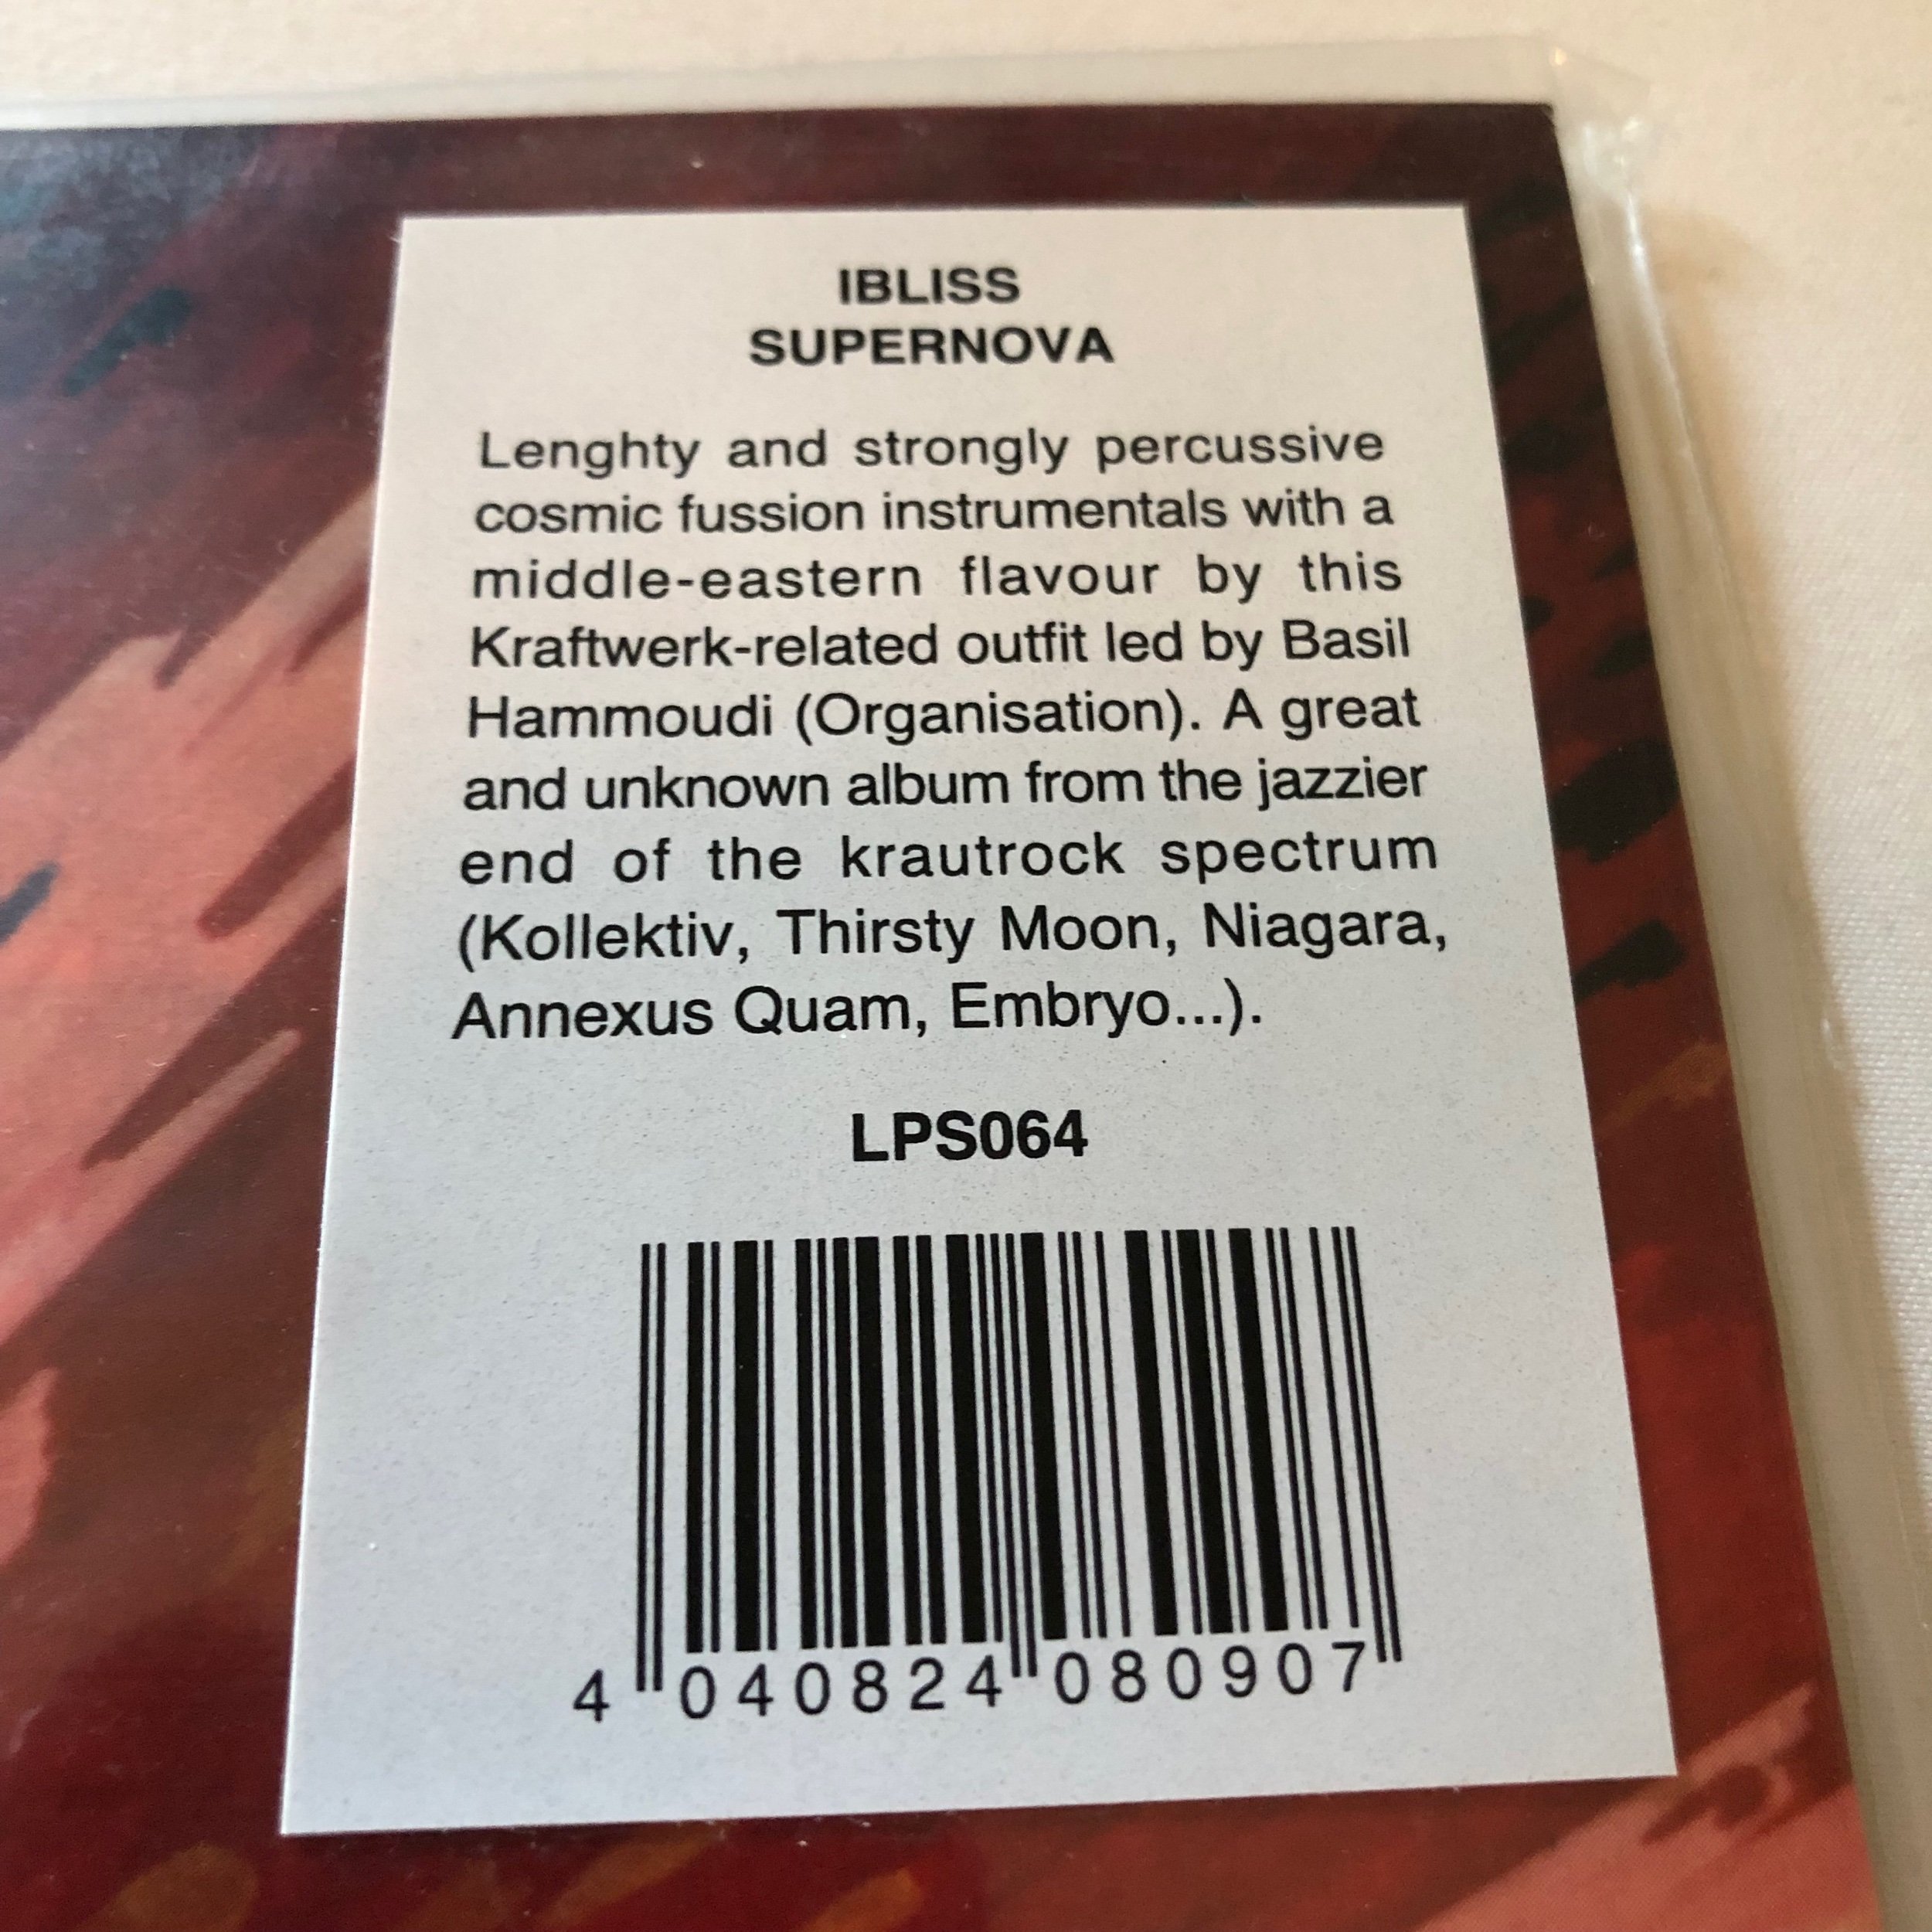 IBLISS
SUPERNOVA
Lenghty and strongly percussive
cosmic fussion instrumentals with a
middle-eastern flavour by this
Kraftwerk-related outfit led by Basil
Hammoudi (Organisation). A great
and unknown album from the jazzier
end of the krautrock spectrum
(Kollektiv, Thirsty Moon, Niagara,
Annexus Quam, Embryo...).
LPS064
4 040824 080907